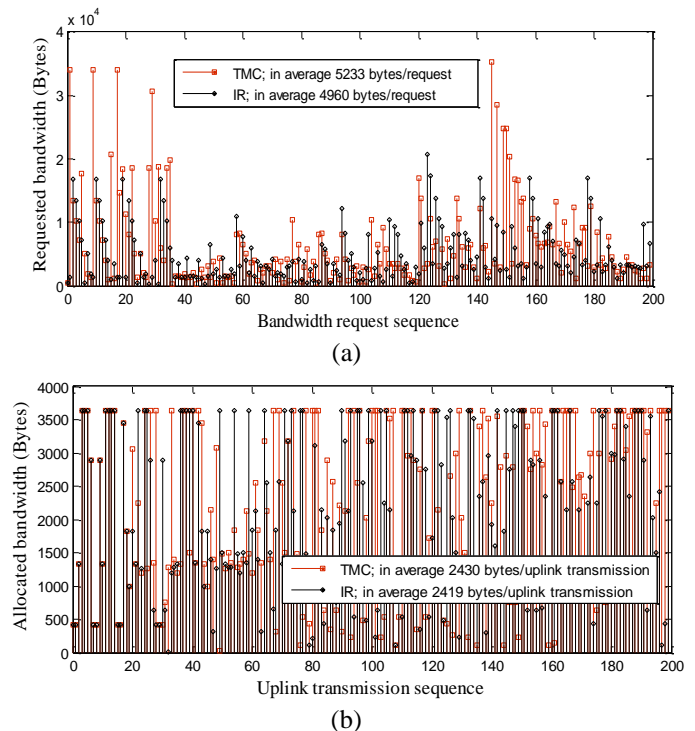 x 10^4
4
3
2
1
0
Requested bandwidth (Bytes)
TMC; in average 5233 bytes/request
IR; in average 4960 bytes/request
0 20 40 60 80 100 120 140 160 180 200
Bandwidth request sequence
(a)
4000
3500
3000
2500
2000
1500
1000
500
0
Allocated bandwidth (Bytes)
TMC; in average 2430 bytes/uplink transmission
IR; in average 2419 bytes/uplink transmission
0 20 40 60 80 100 120 140 160 180 200
Uplink transmission sequence
(b)